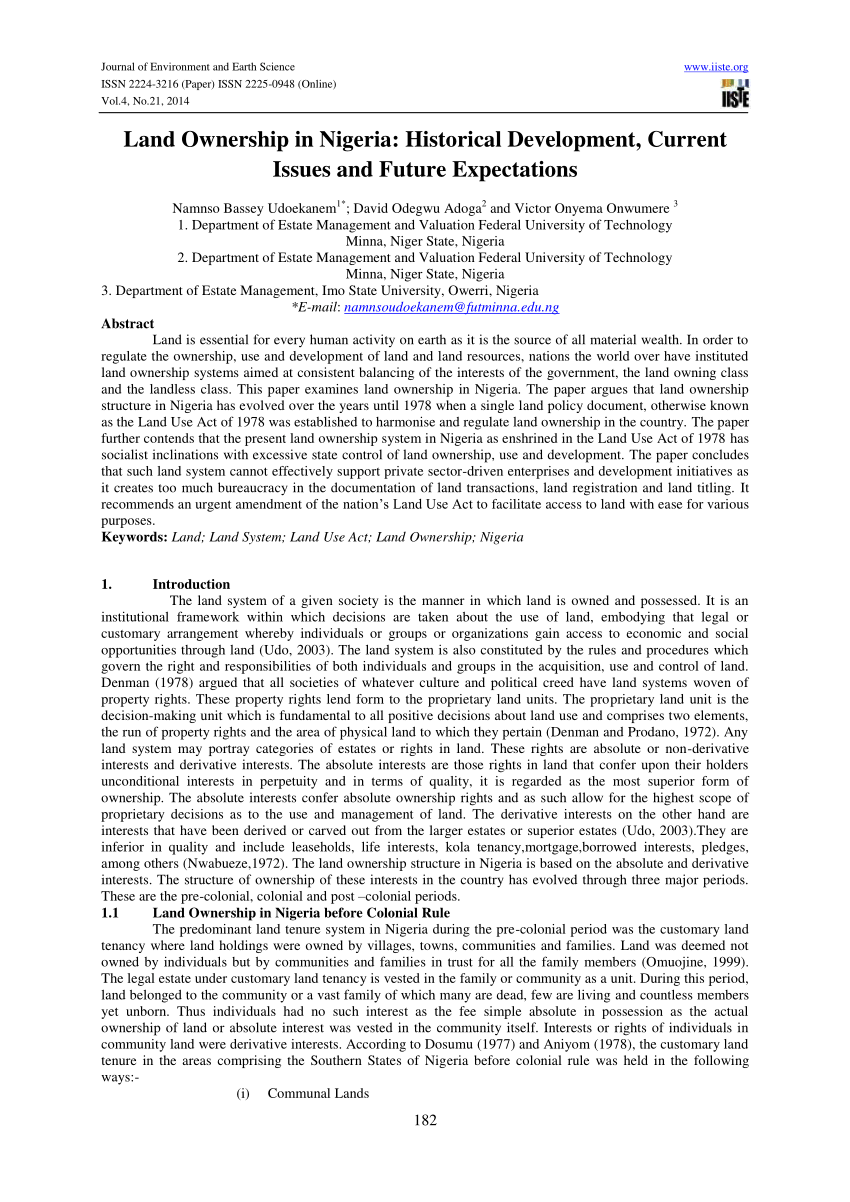 Journal of Environment and Earth Science www.iiste.org
ISSN 2224-3216 (Paper) ISSN 2225-0948 (Online)
Vol.4, No.21, 2014
IISTE
Land Ownership in Nigeria: Historical Development, Current
Issues and Future Expectations
Namnso Bassey Udoekanem1*; David Odegwu Adoga2 and Victor Onyema Onwumere 3
1. Department of Estate Management and Valuation Federal University of Technology
Minna, Niger State, Nigeria
2. Department of Estate Management and Valuation Federal University of Technology
Minna, Niger State, Nigeria
3. Department of Estate Management, Imo State University, Owerri, Nigeria
*E-mail: namnsoudoekanem@futminna.edu.ng
Abstract
Land is essential for every human activity on earth as it is the source of all material wealth. In order to
regulate the ownership, use and development of land and land resources, nations the world over have instituted
land ownership systems aimed at consistent balancing of the interests of the government, the land owning class
and the landless class. This paper examines land ownership in Nigeria. The paper argues that land ownership
structure in Nigeria has evolved over the years until 1978 when a single land policy document, otherwise known
as the Land Use Act of 1978 was established to harmonise and regulate land ownership in the country. The paper
further contends that the present land ownership system in Nigeria as enshrined in the Land Use Act of 1978 has
socialist inclinations with excessive state control of land ownership, use and development. The paper concludes
that such land system cannot effectively support private sector-driven enterprises and development initiatives as
it creates too much bureaucracy in the documentation of land transactions, land registration and land titling. It
recommends an urgent amendment of the nation's Land Use Act to facilitate access to land with ease for various
purposes.
Keywords: Land; Land System; Land Use Act; Land Ownership; Nigeria
1. Introduction
The land system of a given society is the manner in which land is owned and possessed. It is an
institutional framework within which decisions are taken about the use of land, embodying that legal or
customary arrangement whereby individuals or groups or organizations gain access to economic and social
opportunities through land (Udo, 2003). The land system is also constituted by the rules and procedures which
govern the right and responsibilities of both individuals and groups in the acquisition, use and control of land.
Denman (1978) argued that all societies of whatever culture and political creed have land systems woven of
property rights. These property rights lend form to the proprietary land units. The proprietary land unit is the
decision-making unit which is fundamental to all positive decisions about land use and comprises two elements,
the run of property rights and the area of physical land to which they pertain (Denman and Prodano, 1972). Any
land system may portray categories of estates or rights in land. These rights are absolute or non-derivative
interests and derivative interests. The absolute interests are those rights in land that confer upon their holders
unconditional interests in perpetuity and in terms of quality, it is regarded as the most superior form of
ownership. The absolute interests confer absolute ownership rights and as such allow for the highest scope of
proprietary decisions as to the use and management of land. The derivative interests on the other hand are
interests that have been derived or carved out from the larger estates or superior estates (Udo, 2003).They are
inferior in quality and include leaseholds, life interests, kola tenancy,mortgage,borrowed interests, pledges,
among others (Nwabueze,1972). The land ownership structure in Nigeria is based on the absolute and derivative
interests. The structure of ownership of these interests in the country has evolved through three major periods.
These are the pre-colonial, colonial and post –colonial periods.
1.1 Land Ownership in Nigeria before Colonial Rule
The predominant land tenure system in Nigeria during the pre-colonial period was the customary land
tenancy where land holdings were owned by villages, towns, communities and families. Land was deemed not
owned by individuals but by communities and families in trust for all the family members (Omuojine, 1999).
The legal estate under customary land tenancy is vested in the family or community as a unit. During this period,
land belonged to the community or a vast family of which many are dead, few are living and countless members
yet unborn. Thus individuals had no such interest as the fee simple absolute in possession as the actual
ownership of land or absolute interest was vested in the community itself. Interests or rights of individuals in
community land were derivative interests. According to Dosumu (1977) and Aniyom (1978), the customary land
tenure in the areas comprising the Southern States of Nigeria before colonial rule was held in the following
ways:-
(i) Communal Lands
182